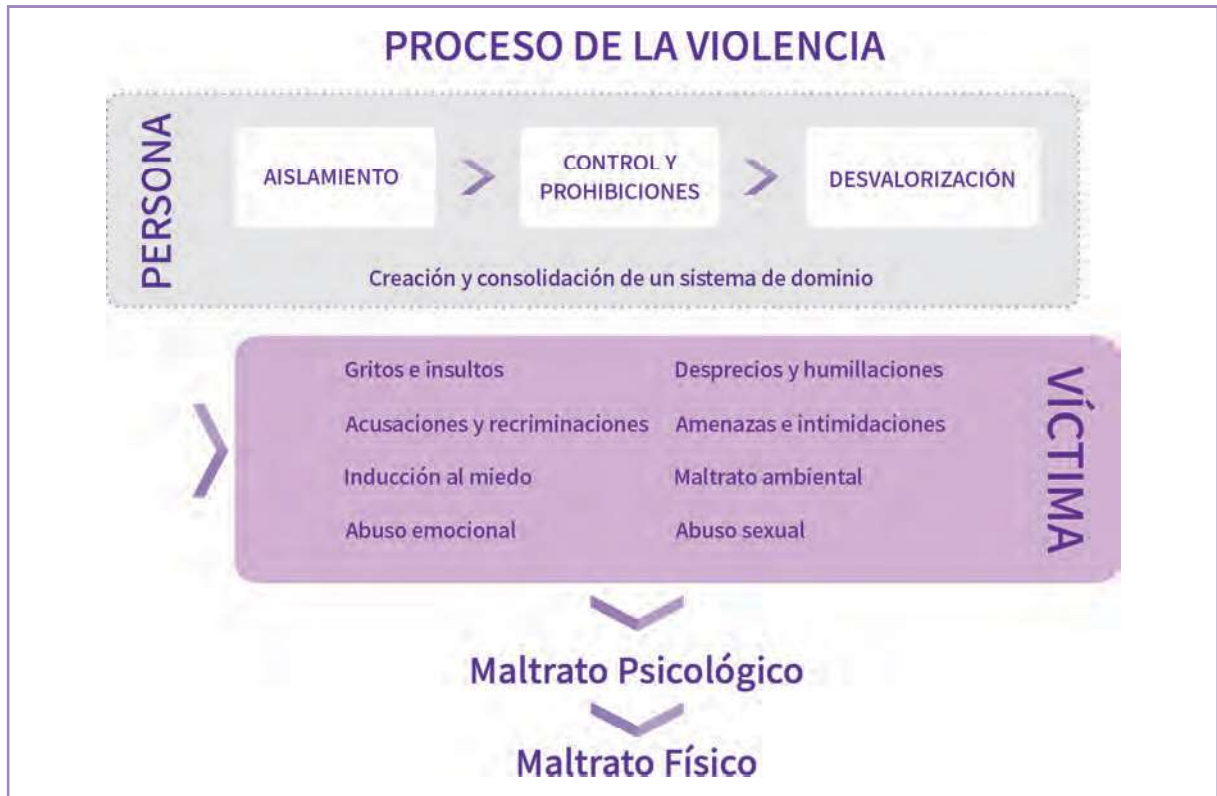 PROCESO DE LA VIOLENCIA
PERSONA
AISLAMIENTO
CONTROL Y
PROHIBICIONES
DESVALORIZACIÓN
Creación y consolidación de un sistema de dominio
Gritos e insultos
Desprecios y humillaciones
Acusaciones y recriminaciones
Amenazas e intimidaciones
Inducción al miedo
Maltrato ambiental
Abuso emocional
Abuso sexual
VÍCTIMA
Maltrato Psicológico
Maltrato Físico